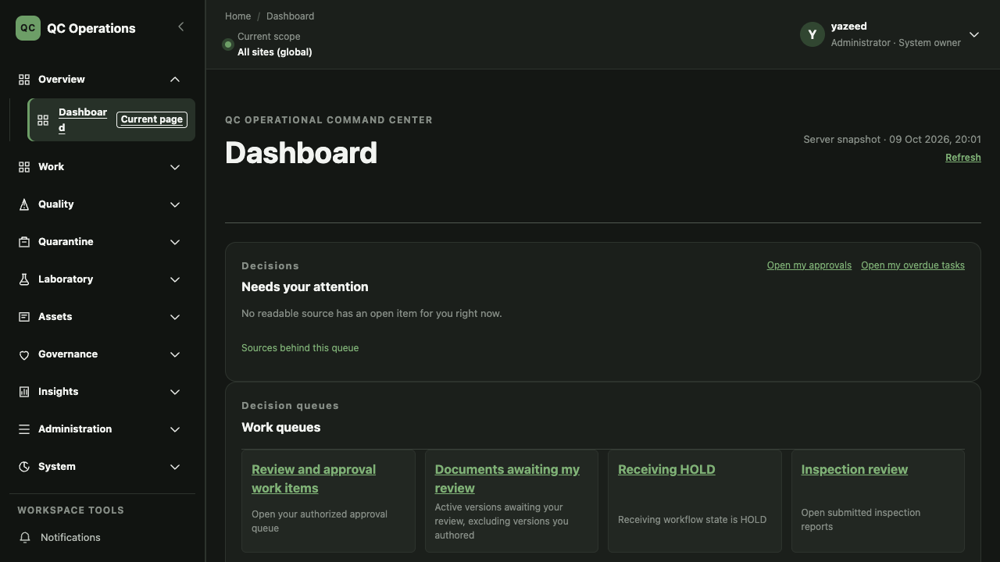 QC
QC Operations
Overview
Dashboar
d
Current page
Work
Quality
Quarantine
Laboratory
Assets
Governance
Insights
Administration
System
WORKSPACE TOOLS
Notifications
Home / Dashboard
Current scope
All sites (global)
Y
yazeed
Administrator · System owner
QC OPERATIONAL COMMAND CENTER
Dashboard
Server snapshot · 09 Oct 2026, 20:01
Refresh
Decisions
Open my approvals Open my overdue tasks
Needs your attention
No readable source has an open item for you right now.
Sources behind this queue
Decision queues
Work queues
Review and approval
work items
Open your authorized approval
queue
Documents awaiting my
review
Active versions awaiting your
review, excluding versions you
authored
Receiving HOLD
Receiving workflow state is HOLD
Inspection review
Open submitted inspection
reports